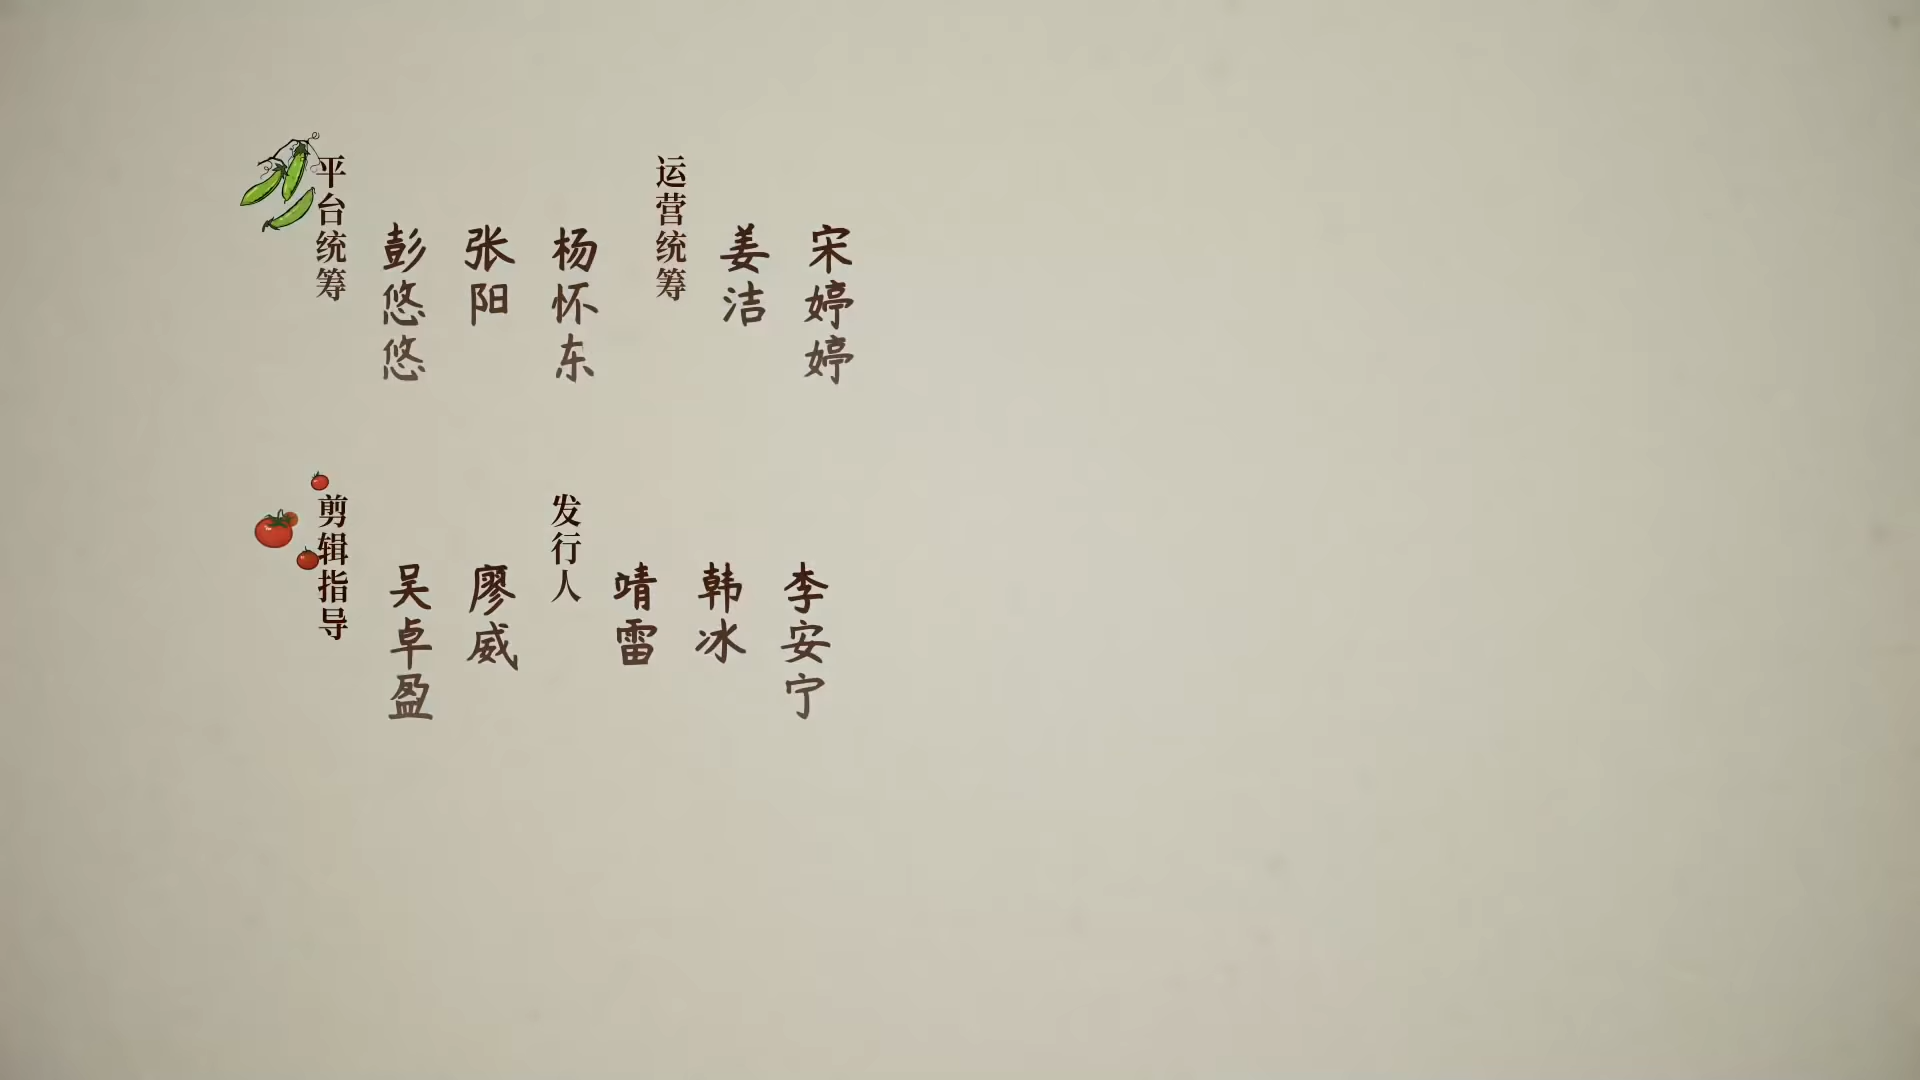 平台统筹
彭悠悠
张阳
杨怀东
运营统筹
姜洁
宋婷婷
剪辑指导
吴卓盈
廖威
发行人
靖雷
韩冰
李安宁